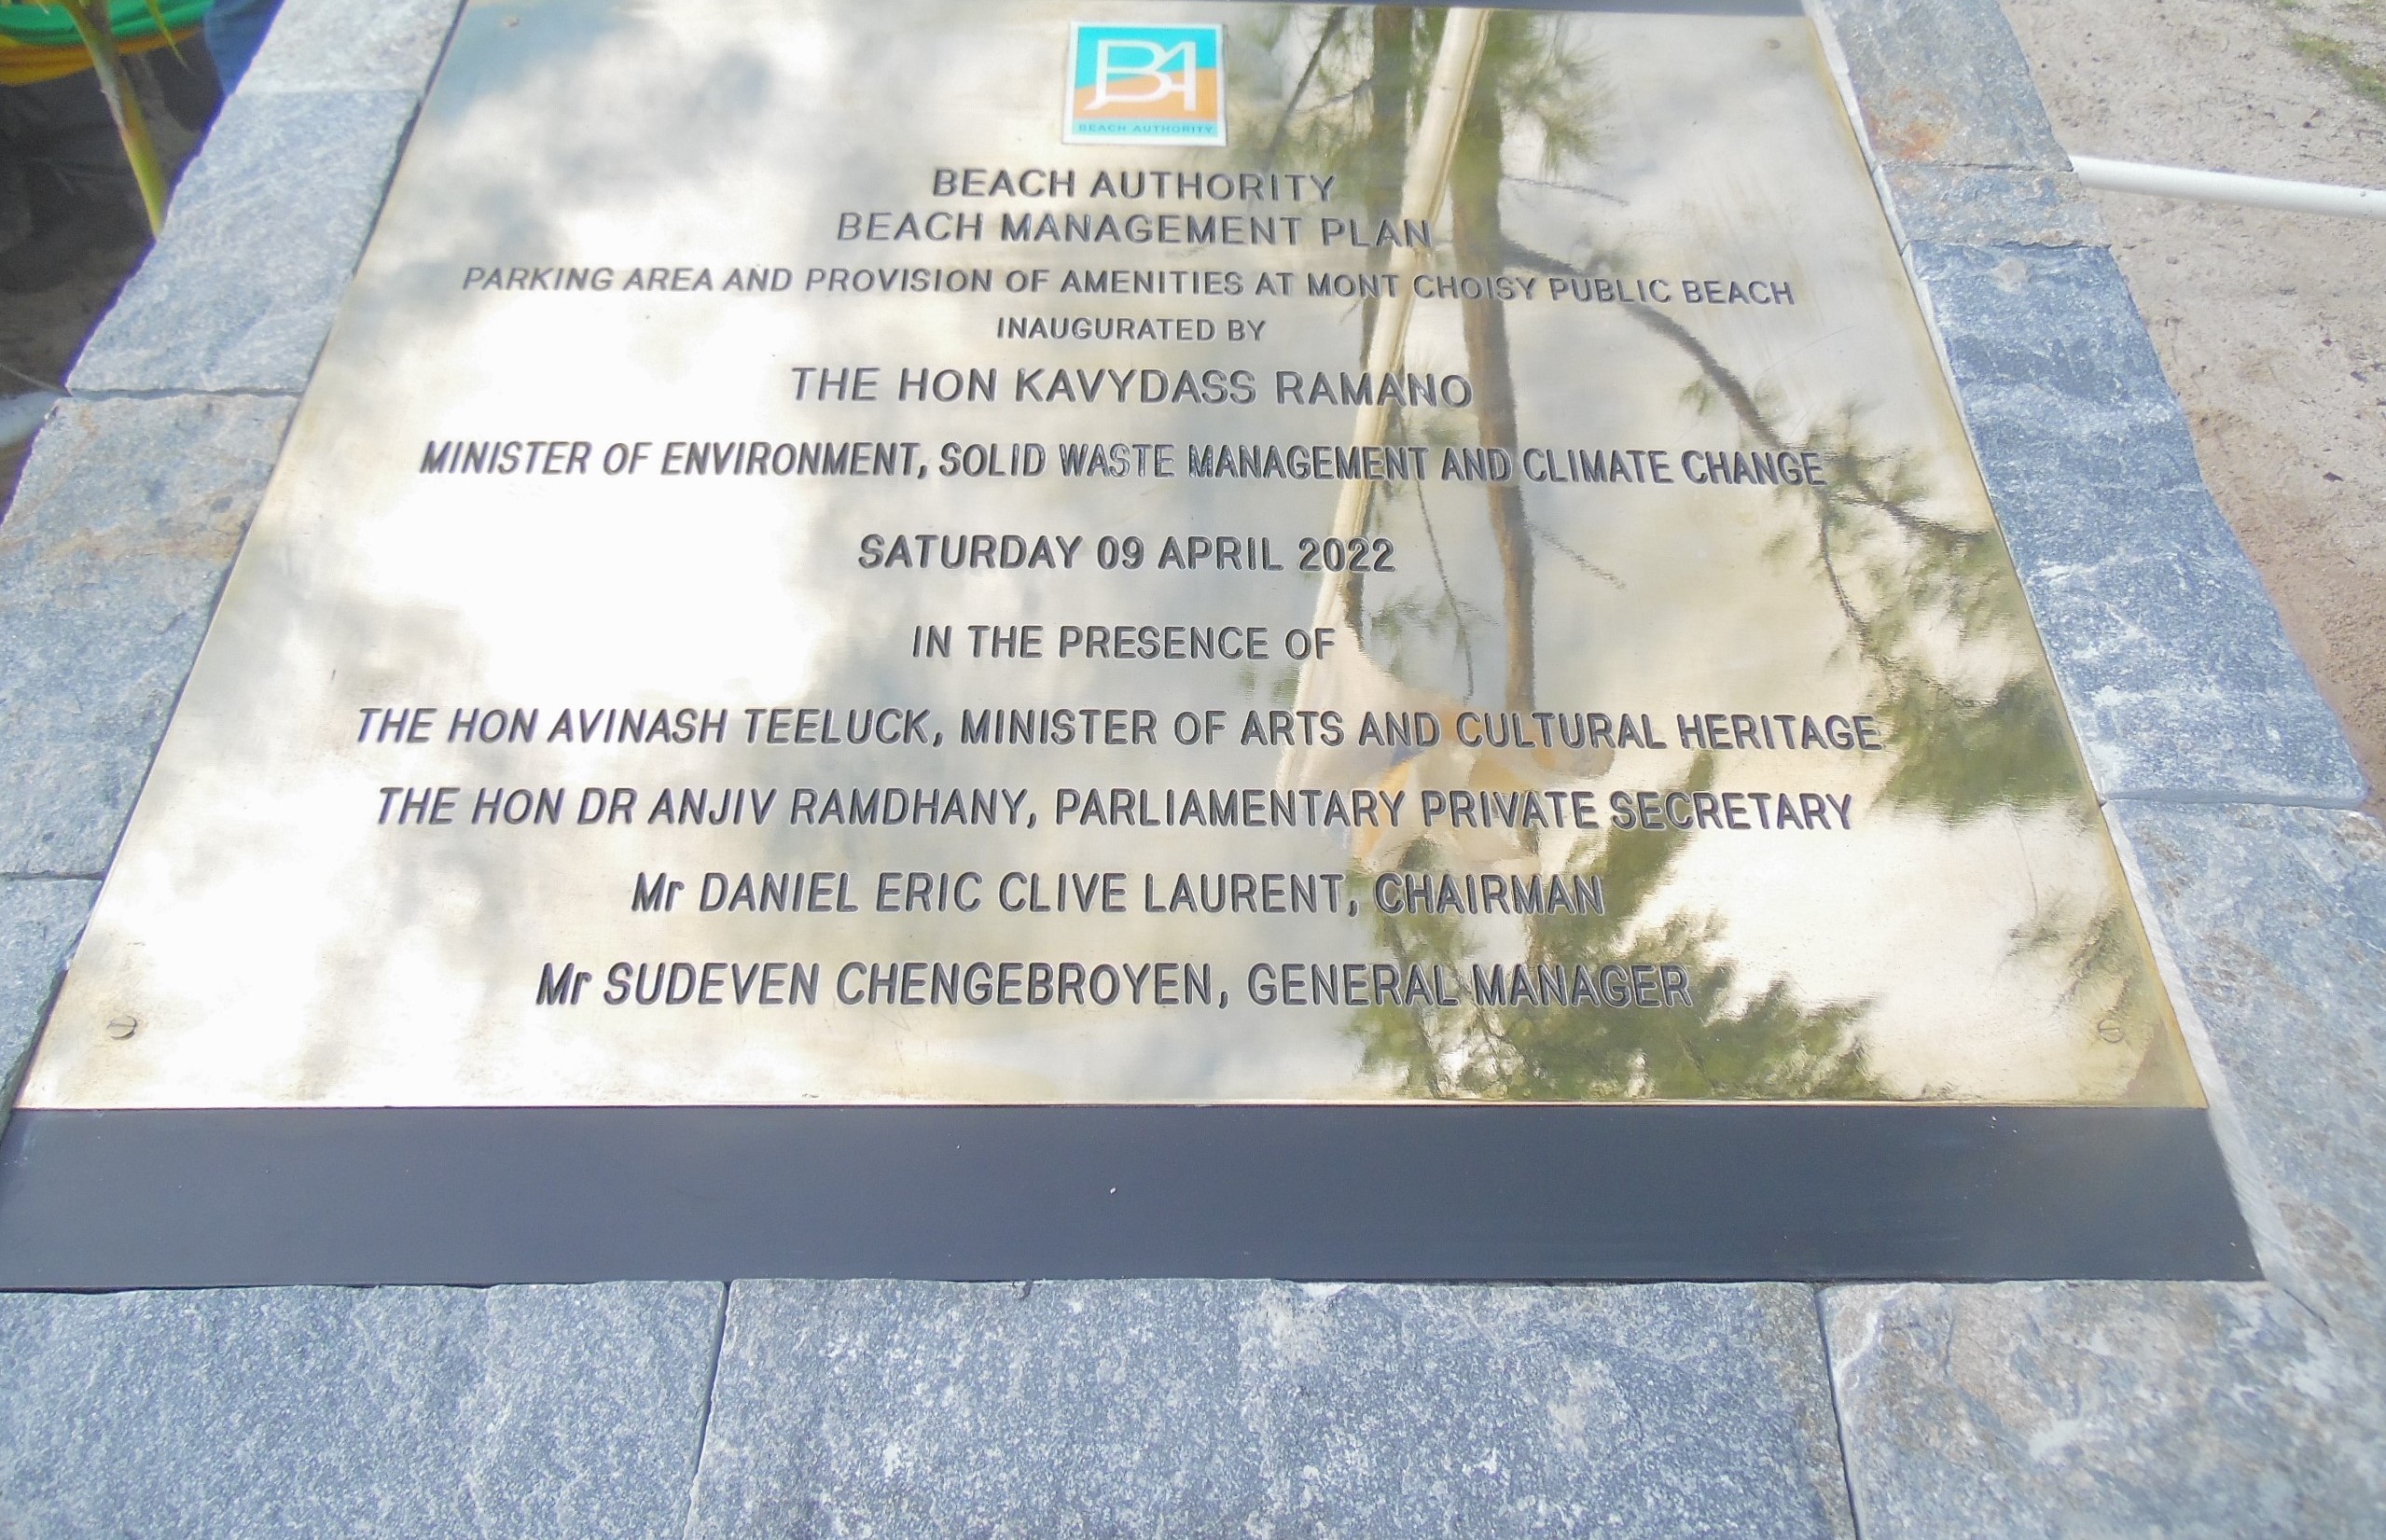 BA
BEACH AUTHORITY
BEACH AUTHORITY
BEACH MANAGEMENT PLAN
PARKING AREA AND PROVISION OF AMENITIES AT MONT CHOISY PUBLIC BEACH
INAUGURATED BY
THE HON KAVYDASS RAMANO
MINISTER OF ENVIRONMENT, SOLID WASTE MANAGEMENT AND CLIMATE CHANGE
SATURDAY 09 APRIL 2022
IN THE PRESENCE OF
THE HON AVINASH TEELUCK, MINISTER OF ARTS AND CULTURAL HERITAGE
THE HON DR ANJIV RAMDHANY, PARLIAMENTARY PRIVATE SECRETARY
Mr DANIEL ERIC CLIVE LAURENT, CHAIRMAN
Mr SUDEVEN CHENGEBROYEN, GENERAL MANAGER